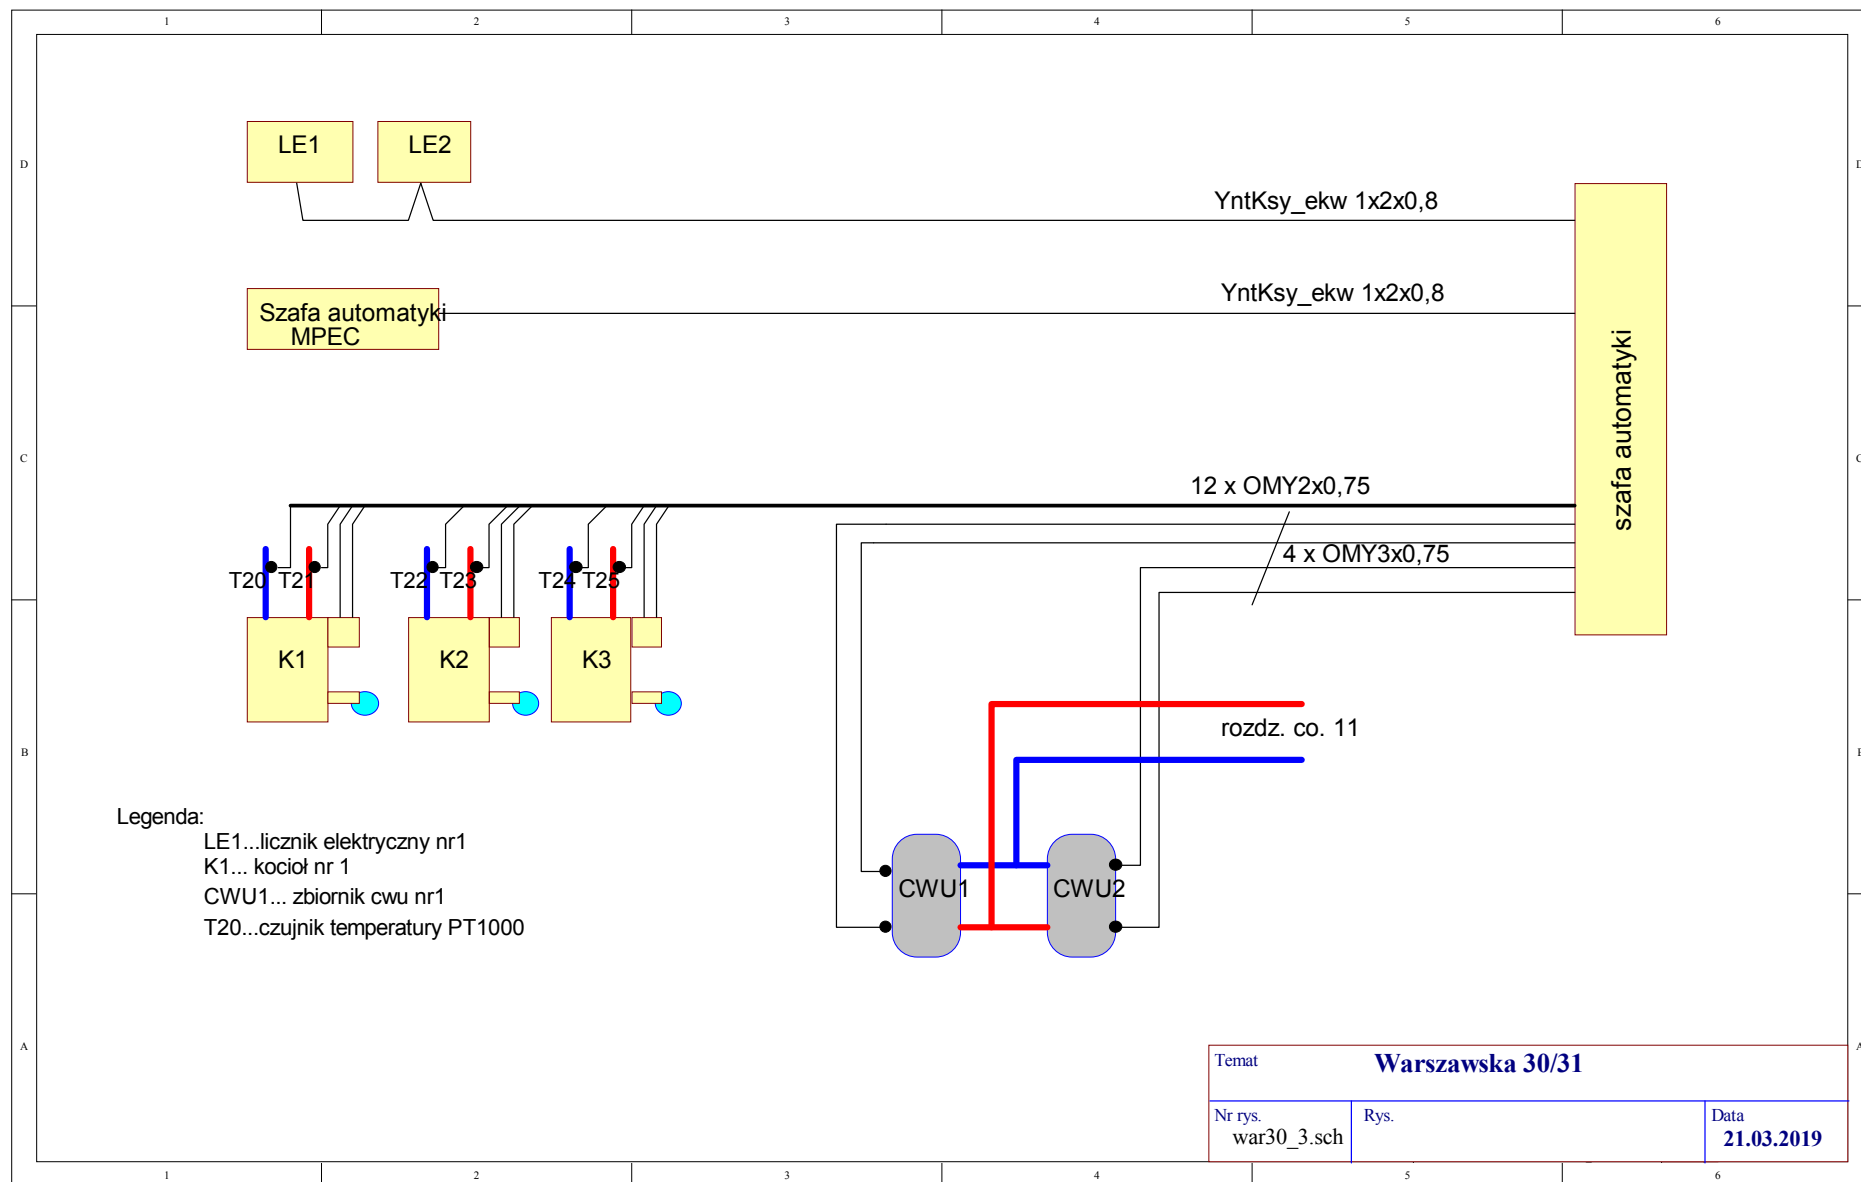 1 2 3 4 5 6
D D
LE1 LE2
YntKsy_ekw 1x2x0,8
YntKsy_ekw 1x2x0,8
Szafa automatyki
MPEC
szafa automatyki
C C
12 x OMY2x0,75
4 x OMY3x0,75
T20 T21 T22 T23 T24 T25
K1 K2 K3
rozdz. co. 11
B B
Legenda:
LE1...licznik elektryczny nr1
K1... kocioł nr 1
CWU1... zbiornik cwu nr1
T20...czujnik temperatury PT1000
CWU1 CWU2
A A
Temat Warszawska 30/31
Nr rys. Rys. Data
war30_3.sch 21.03.2019
1 2 3 4 5 6